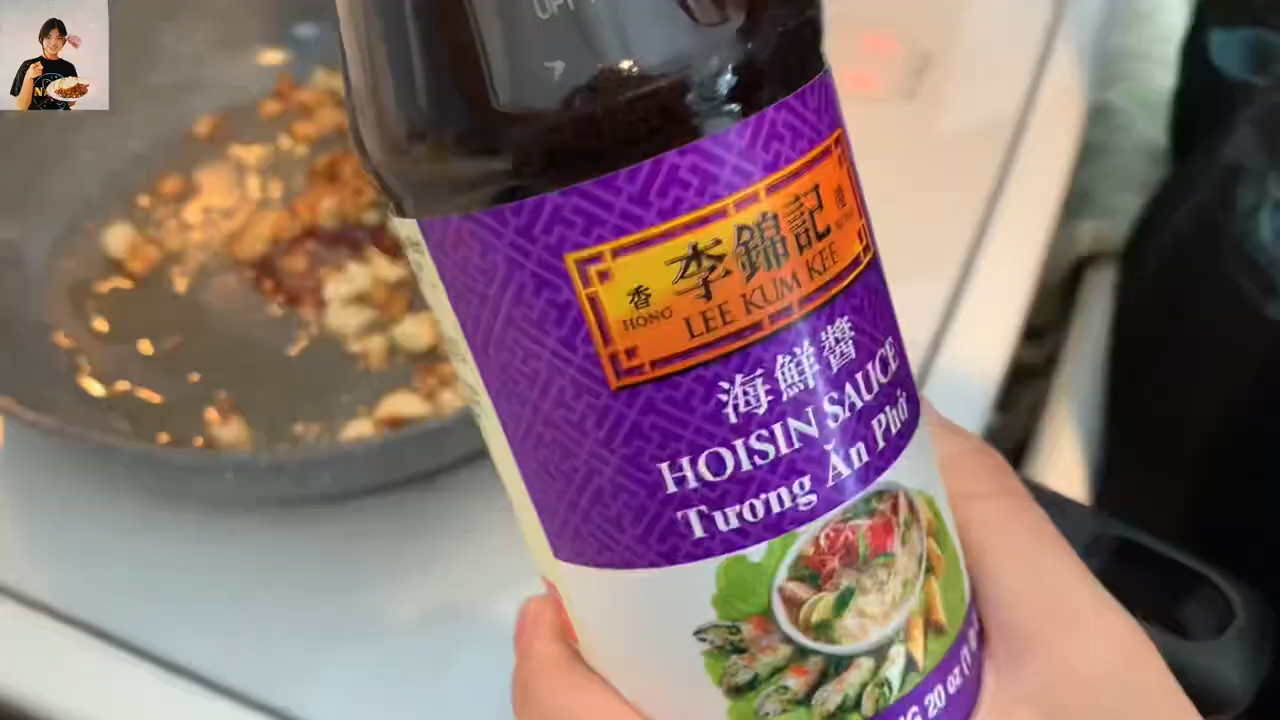 李錦記
香
HONG
LEE KUM KEE
海鮮醬
HOISIN SAUCE
Tương Ăn Phở
20 oz